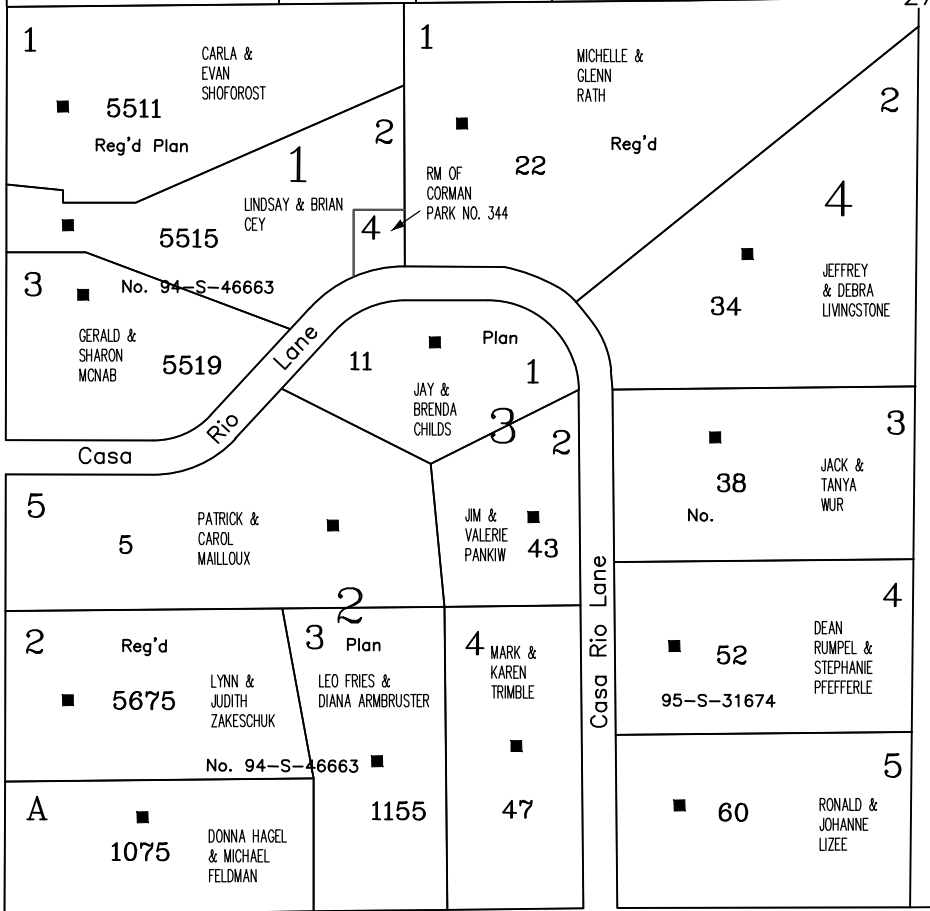 27
1
CARLA &
EVAN
SHOFOROST
5511
Reg'd Plan
1
MICHELLE &
GLENN
RATH
22
Reg'd
2
2
1
LINDSAY & BRIAN
CEY
5515
4
RM OF
CORMAN
PARK NO. 344
4
JEFFREY
& DEBRA
LIVINGSTONE
34
3
No. 94-S-46663
GERALD &
SHARON
MCNAB
5519
Casa Rio Lane
11
Plan
1
JAY &
BRENDA
CHILDS
3
2
3
JACK &
TANYA
WUR
38
No.
5
5
PATRICK &
CAROL
MAILLOUX
JIM &
VALERIE
PANKIW
43
Casa Rio Lane
2
4
DEAN
RUMPEL &
STEPHANIE
PFEFFERLE
52
95-S-31674
2
Reg'd
5675
LYNN &
JUDITH
ZAKESCHUK
3
Plan
LEO FRIES &
DIANA ARMBRUSTER
No. 94-S-46663
1155
4
MARK &
KAREN
TRIMBLE
47
5
60
RONALD &
JOHANNE
LIZEE
A
1075
DONNA HAGEL
& MICHAEL
FELDMAN